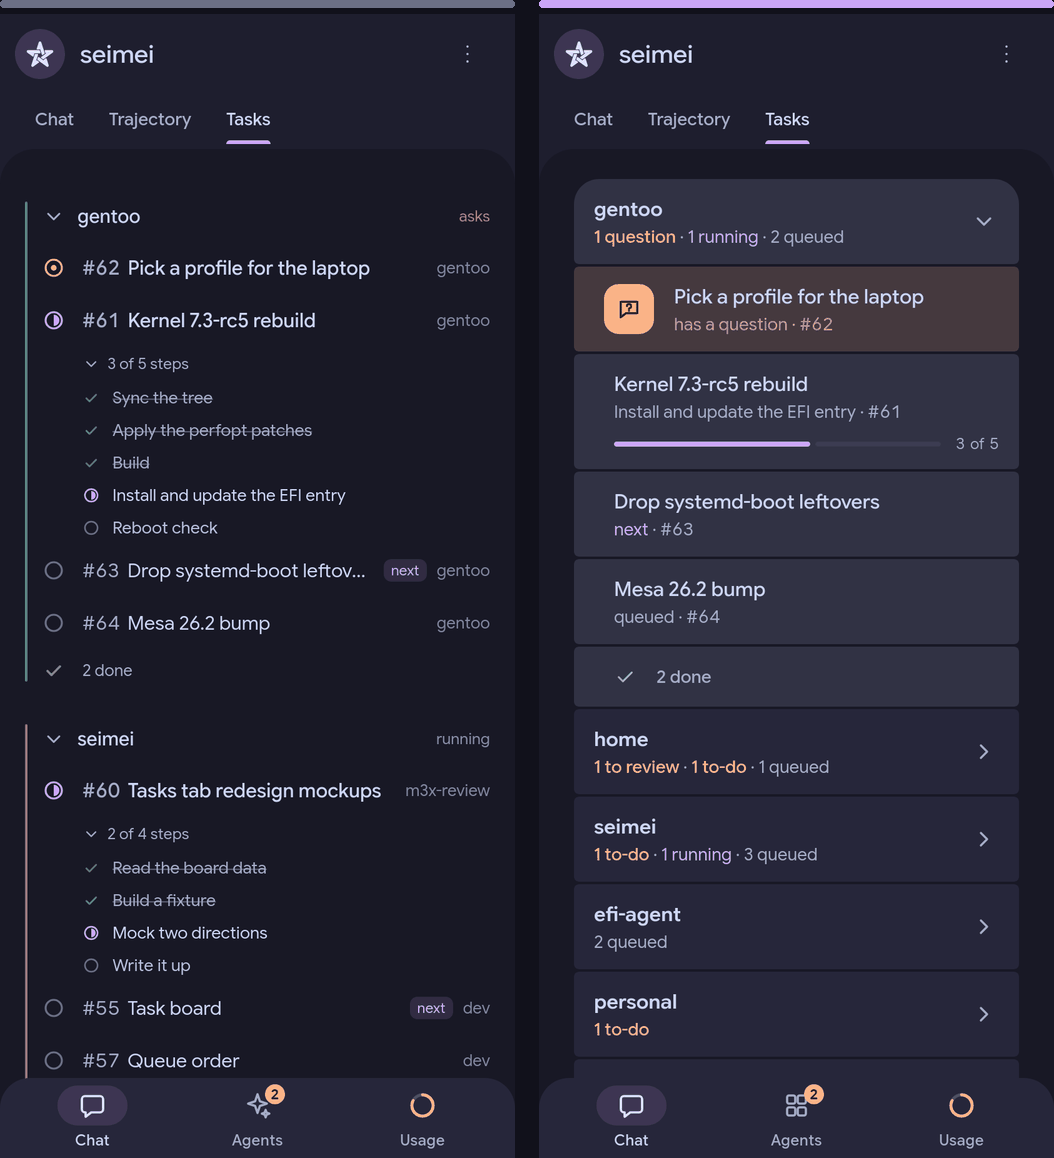 seimei
Chat Trajectory Tasks
gentoo asks
#62 Pick a profile for the laptop gentoo
#61 Kernel 7.3-rc5 rebuild gentoo
3 of 5 steps
Sync the tree
Apply the perfopt patches
Build
Install and update the EFI entry
Reboot check
#63 Drop systemd-boot leftov... next gentoo
#64 Mesa 26.2 bump gentoo
2 done
seimei running
#60 Tasks tab redesign mockups m3x-review
2 of 4 steps
Read the board data
Build a fixture
Mock two directions
Write it up
#55 Task board next dev
#57 Queue order dev
2
Chat Agents Usage
seimei
Chat Trajectory Tasks
gentoo
1 question · 1 running · 2 queued
Pick a profile for the laptop
has a question · #62
Kernel 7.3-rc5 rebuild
Install and update the EFI entry · #61
3 of 5
Drop systemd-boot leftovers
next · #63
Mesa 26.2 bump
queued · #64
2 done
home
1 to review · 1 to-do · 1 queued
seimei
1 to-do · 1 running · 3 queued
efi-agent
2 queued
personal
1 to-do
2
Chat Agents Usage